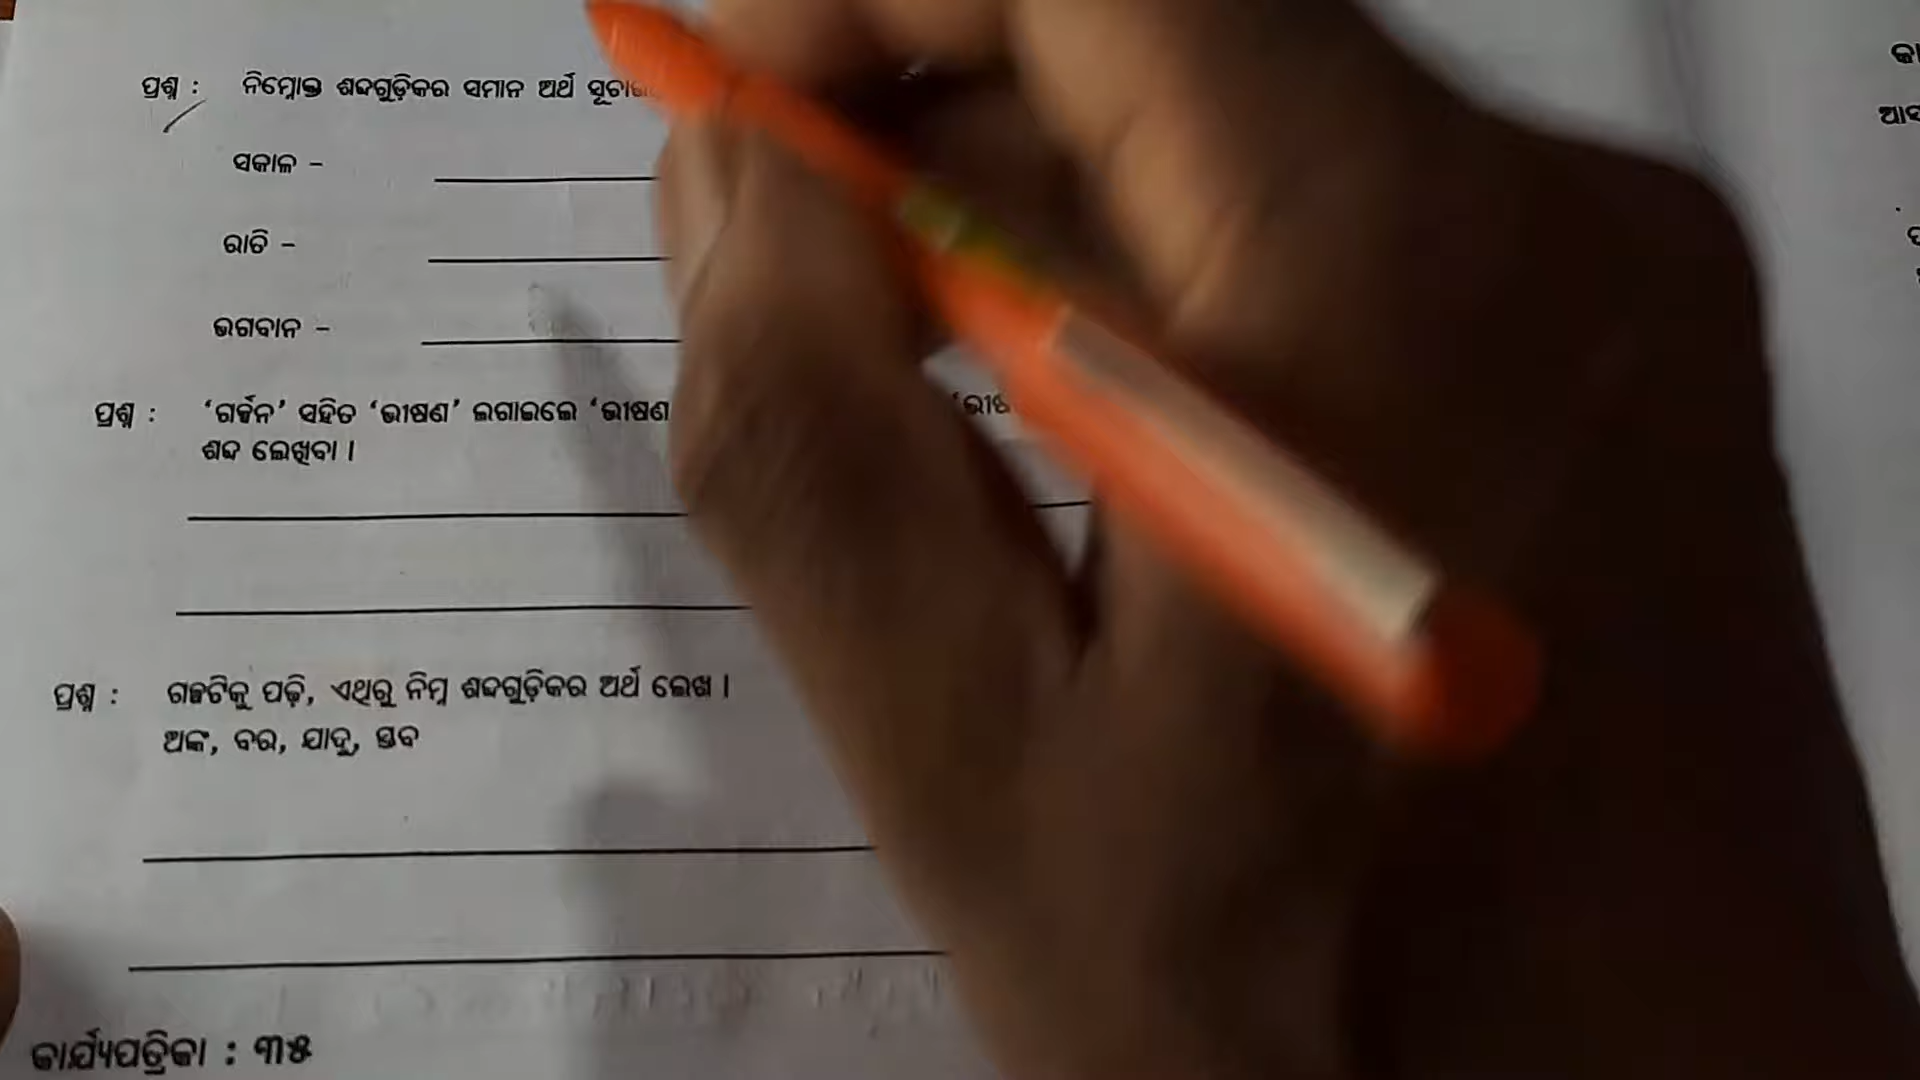 ପ୍ରଶ୍ନ : ନିମ୍ନୋକ୍ତ ଶବ୍ଦଗୁଡ଼ିକର ସମାନ ଅର୍ଥ
ସକାଳ –
ରାତି –
ଭଗବାନ –
ପ୍ରଶ୍ନ : ‘ଗର୍ଜନ’ ସହିତ ‘ଭୀଷଣ’ ଲଗାଇଲେ ‘ଭୀଷଣ
ଶବ୍ଦ ଲେଖିବା ।
ପ୍ରଶ୍ନ : ଗଳ୍ପଟିକୁ ପଢ଼ି, ଏଥିରୁ ନିମ୍ନ ଶବ୍ଦଗୁଡ଼ିକର ଅର୍ଥ ଲେଖ ।
ଅଙ୍କ, ବର, ଯାଦୁ, ସ୍ତବ
କାର୍ଯ୍ୟପତ୍ରିକା : ୩୫